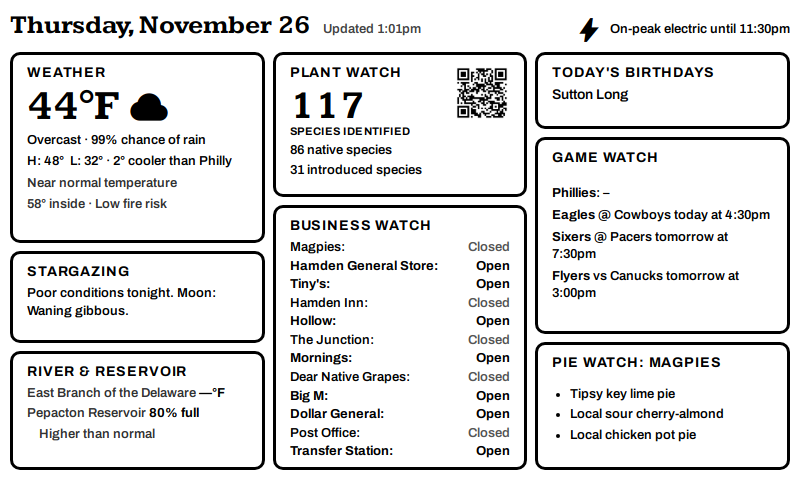 Thursday, November 26 Updated 1:01pm
On-peak electric until 11:30pm
WEATHER
44°F
Overcast · 99% chance of rain
H: 48° L: 32° · 2° cooler than Philly
Near normal temperature
58° inside · Low fire risk
STARGAZING
Poor conditions tonight. Moon:
Waning gibbous.
RIVER & RESERVOIR
East Branch of the Delaware —°F
Pepacton Reservoir 80% full
Higher than normal
PLANT WATCH
117
SPECIES IDENTIFIED
86 native species
31 introduced species
BUSINESS WATCH
Magpies: Closed
Hamden General Store: Open
Tiny's: Open
Hamden Inn: Closed
Hollow: Open
The Junction: Closed
Mornings: Open
Dear Native Grapes: Closed
Big M: Open
Dollar General: Open
Post Office: Closed
Transfer Station: Open
TODAY'S BIRTHDAYS
Sutton Long
GAME WATCH
Phillies: –
Eagles @ Cowboys today at 4:30pm
Sixers @ Pacers tomorrow at
7:30pm
Flyers vs Canucks tomorrow at
3:00pm
PIE WATCH: MAGPIES
• Tipsy key lime pie
• Local sour cherry-almond
• Local chicken pot pie